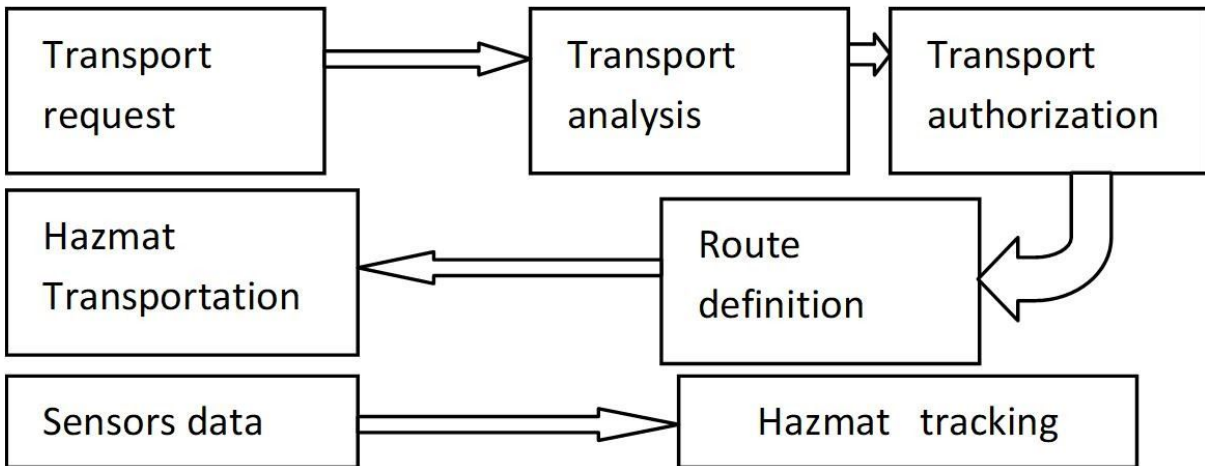 Transport
request
Transport
analysis
Transport
authorization
Hazmat
Transportation
Route
definition
Sensors data
Hazmat tracking